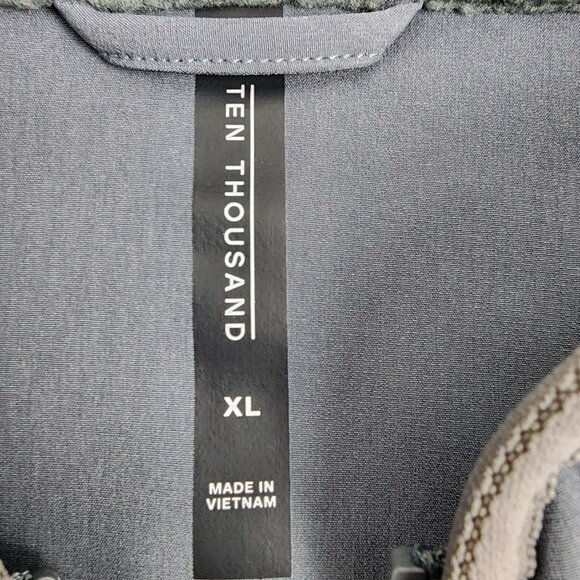 TEN THOUSAND
XL
MADE IN
VIETNAM